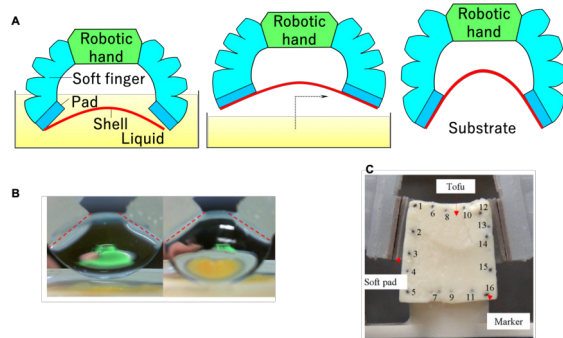 A
Robotic
hand
Soft finger
Pad
Shell
Liquid
Robotic
hand
Robotic
hand
Substrate
B
C
Tofu
1
6
8
10
12
2
13
14
3
4
15
Soft pad
5
7
9
11
16
Marker